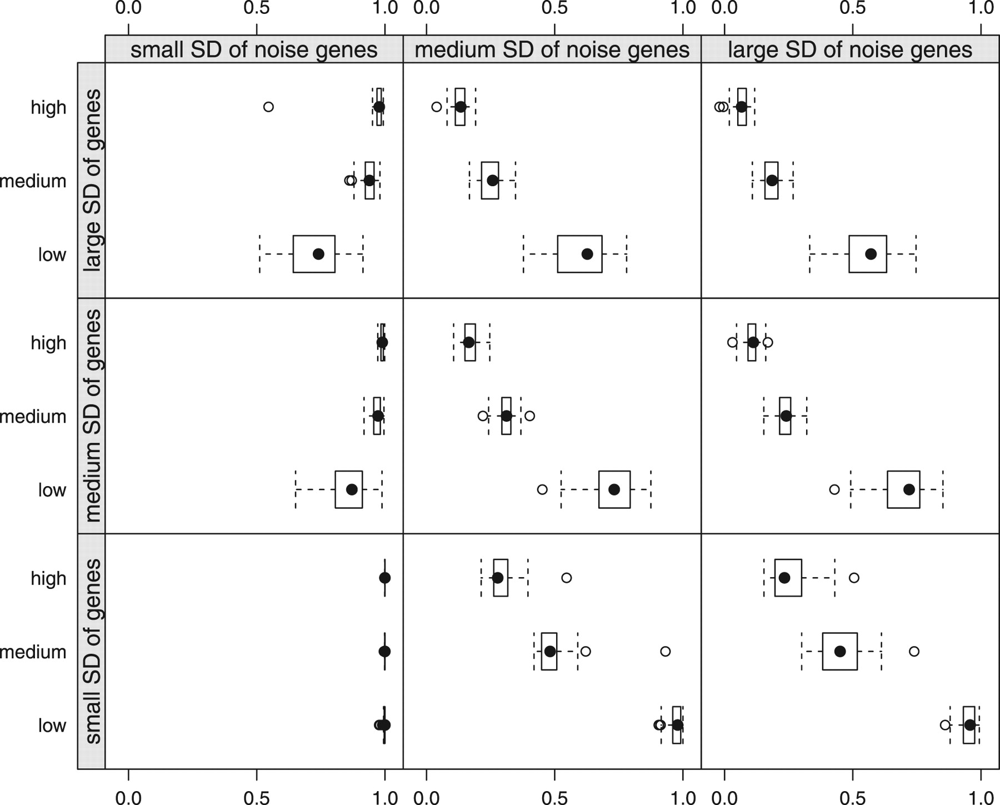 0.0 0.5 1.0 0.0 0.5 1.0 0.0 0.5 1.0
small SD of noise genes medium SD of noise genes large SD of noise genes
large SD of genes
high
medium
low
medium SD of genes
high
medium
low
small SD of genes
high
medium
low
0.0 0.5 1.0 0.0 0.5 1.0 0.0 0.5 1.0